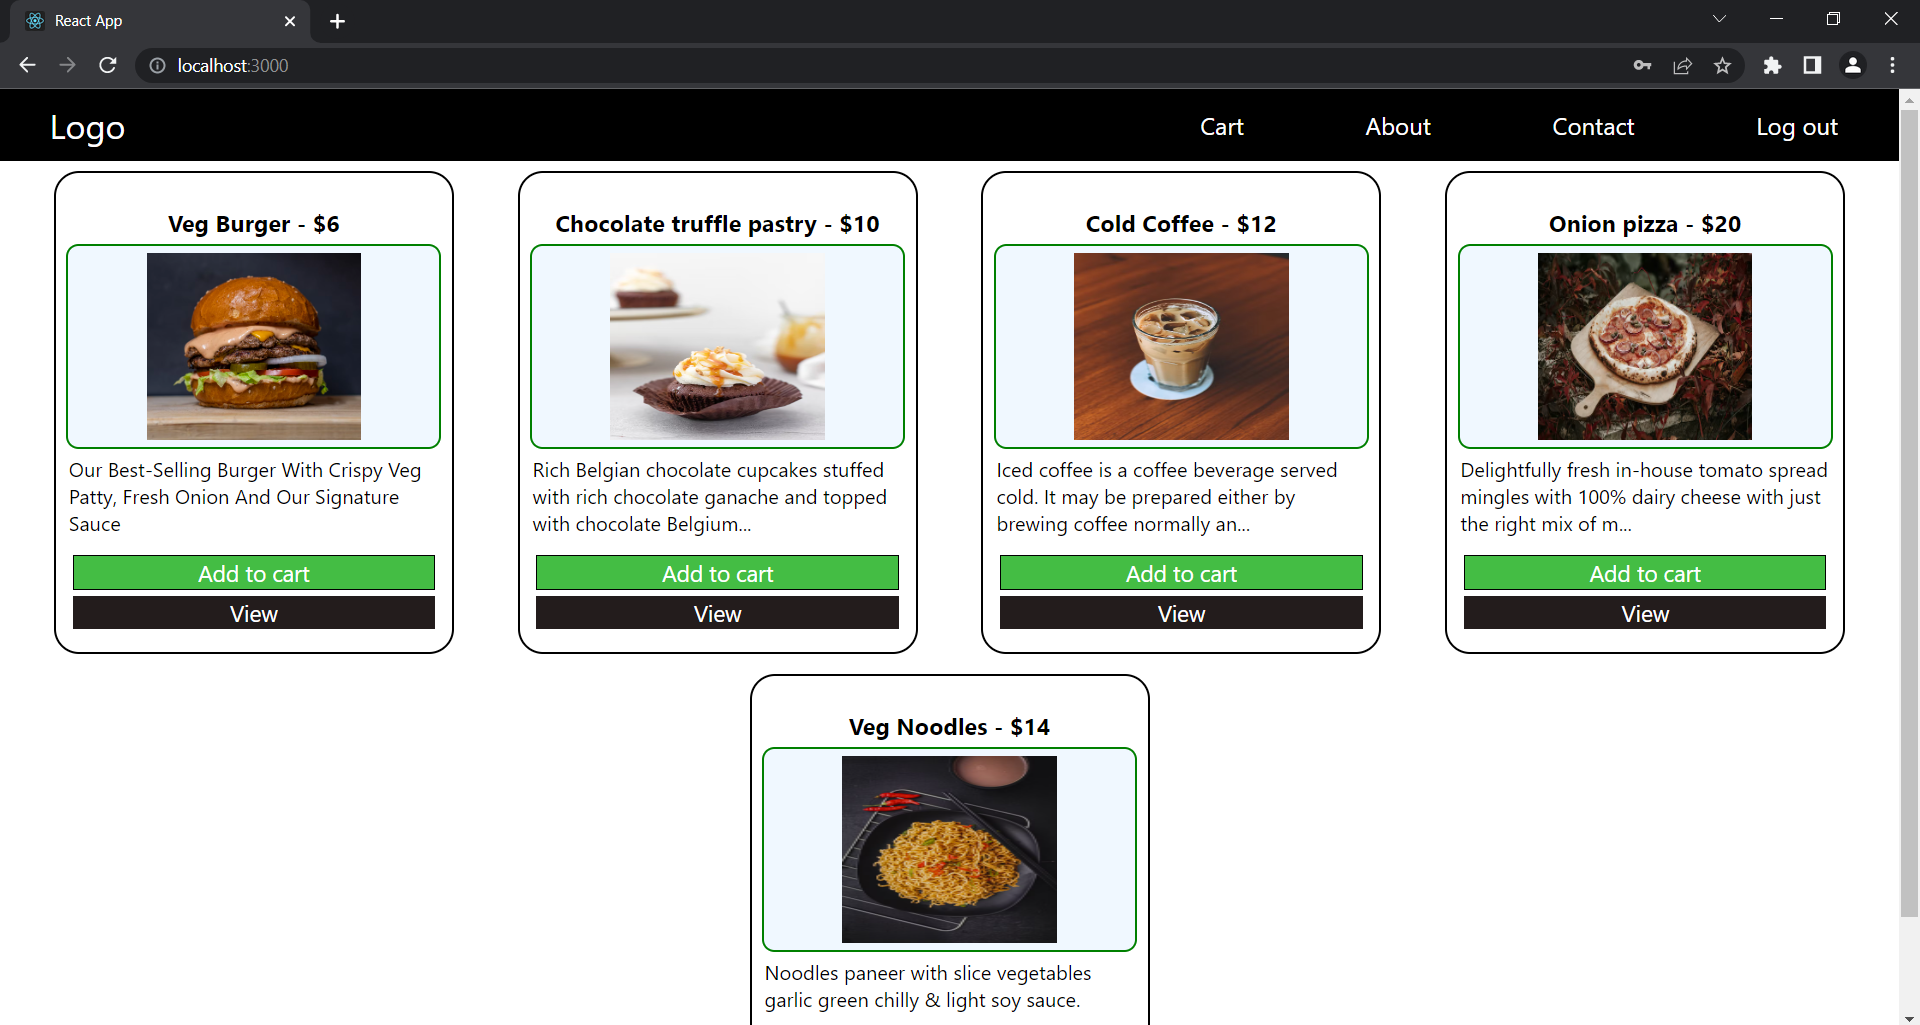 React App
localhost:3000
Logo
Cart
About
Contact
Log out
Veg Burger - $6
Our Best-Selling Burger With Crispy Veg
Patty, Fresh Onion And Our Signature
Sauce
Add to cart
View
Chocolate truffle pastry - $10
Rich Belgian chocolate cupcakes stuffed
with rich chocolate ganache and topped
with chocolate Belgium...
Add to cart
View
Cold Coffee - $12
Iced coffee is a coffee beverage served
cold. It may be prepared either by
brewing coffee normally an...
Add to cart
View
Onion pizza - $20
Delightfully fresh in-house tomato spread
mingles with 100% dairy cheese with just
the right mix of m...
Add to cart
View
Veg Noodles - $14
Noodles paneer with slice vegetables
garlic green chilly & light soy sauce.